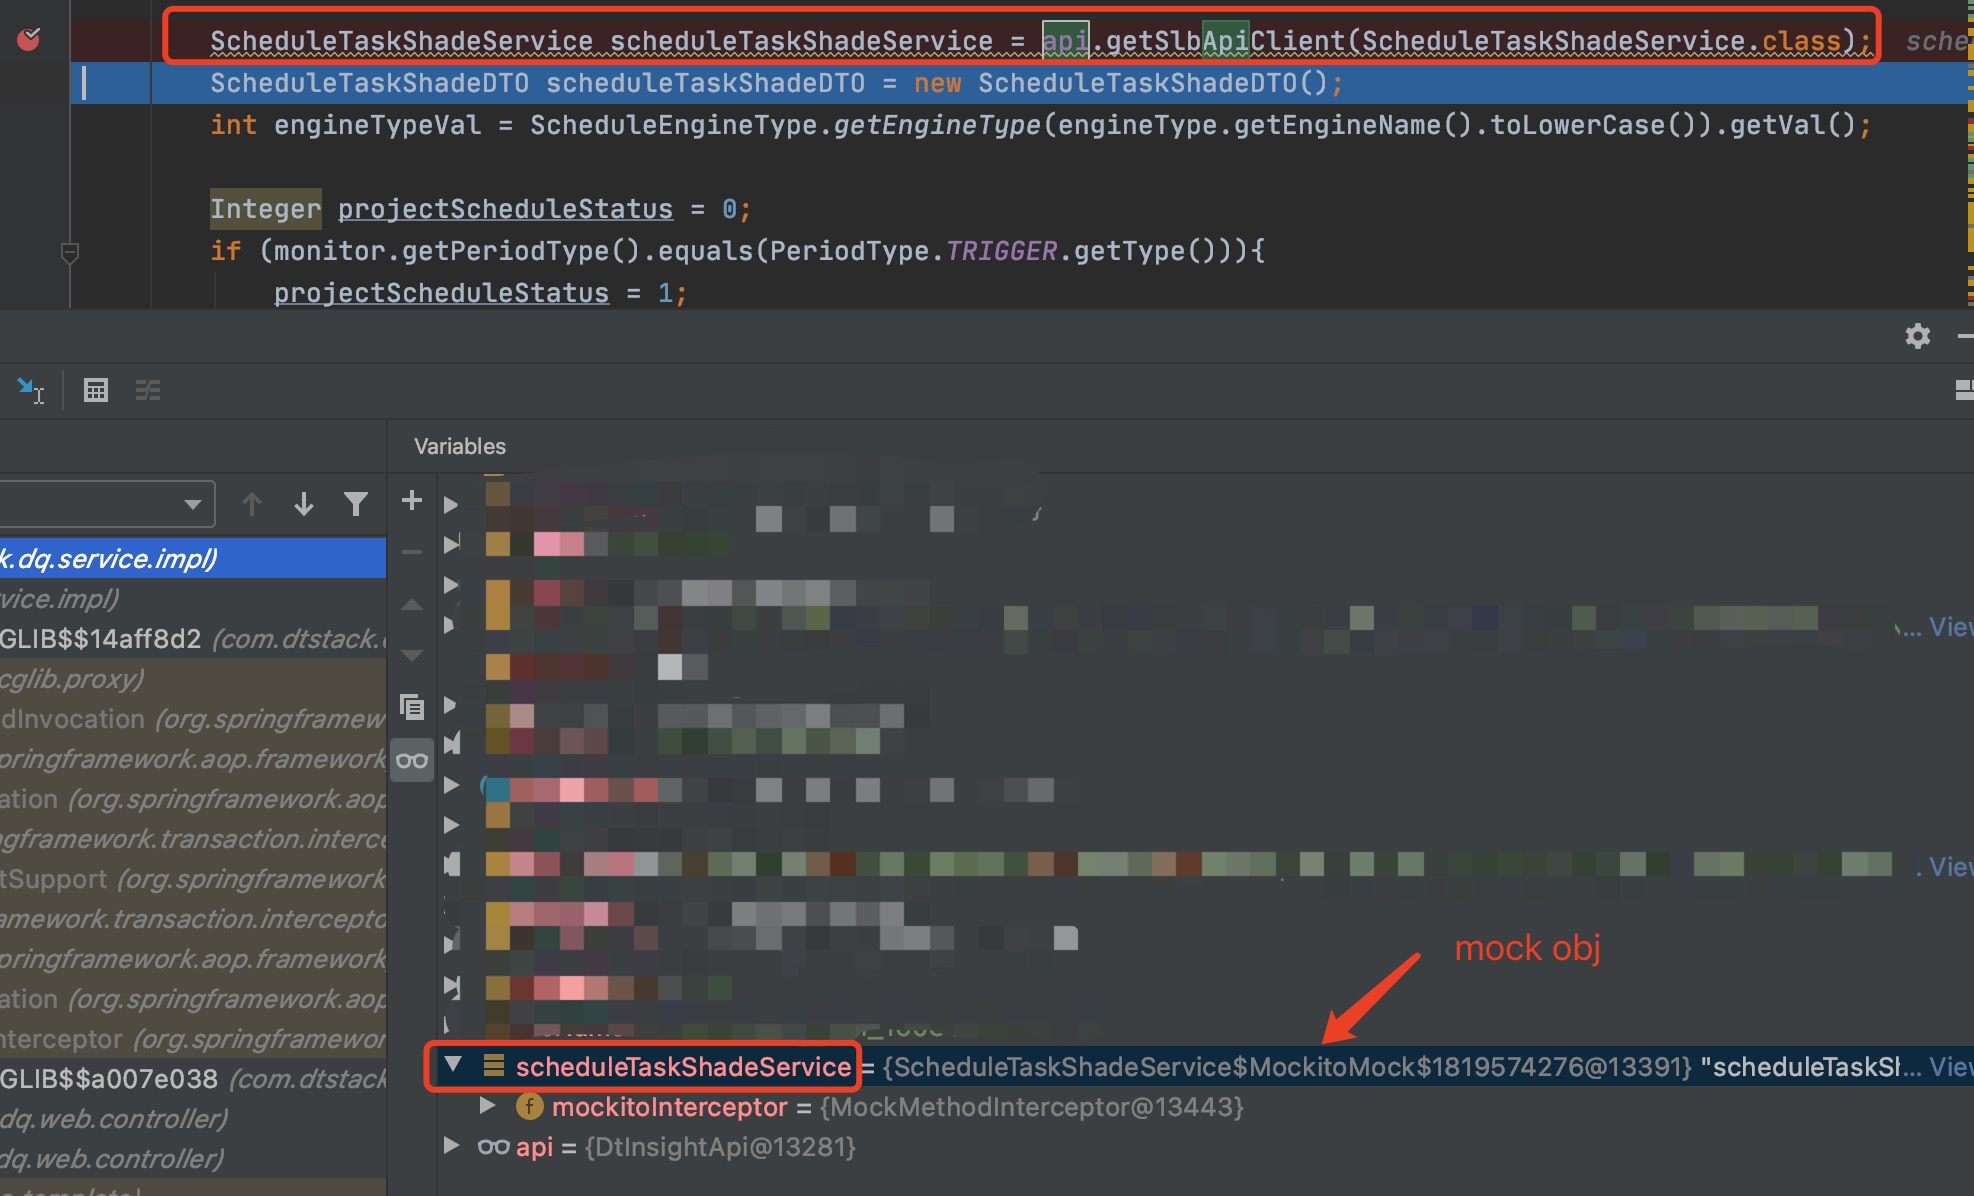 ScheduleTaskShadeService scheduleTaskShadeService = api.getSlbApiClient(ScheduleTaskShadeService.class); sche
ScheduleTaskShadeDTO scheduleTaskShadeDTO = new ScheduleTaskShadeDTO();
int engineTypeVal = ScheduleEngineType.getEngineType(engineType.getEngineName().toLowerCase()).getVal();
Integer projectScheduleStatus = 0;
if (monitor.getPeriodType().equals(PeriodType.TRIGGER.getType())){
projectScheduleStatus = 1;
Variables
k.dq.service.impl)
vice.impl)
GLIB$$14aff8d2 (com.dtstack.
cglib.proxy)
dInvocation (org.springframew
pringframework.aop.framework
ation (org.springframework.aop
ngframework.transaction.interce
tSupport (org.springframework
amework.transaction.intercepto
pringframework.aop.framework
ation (org.springframework.aop
nterceptor (org.springframewor
GLIB$$a007e038 (com.dtstack
dq.web.controller)
dq.web.controller)
... View
. View
mock obj
scheduleTaskShadeService = {ScheduleTaskShadeService$MockitoMock$1819574276@13391} "scheduleTaskSh... View
f mockitoInterceptor = {MockMethodInterceptor@13443}
api = {DtInsightApi@13281}